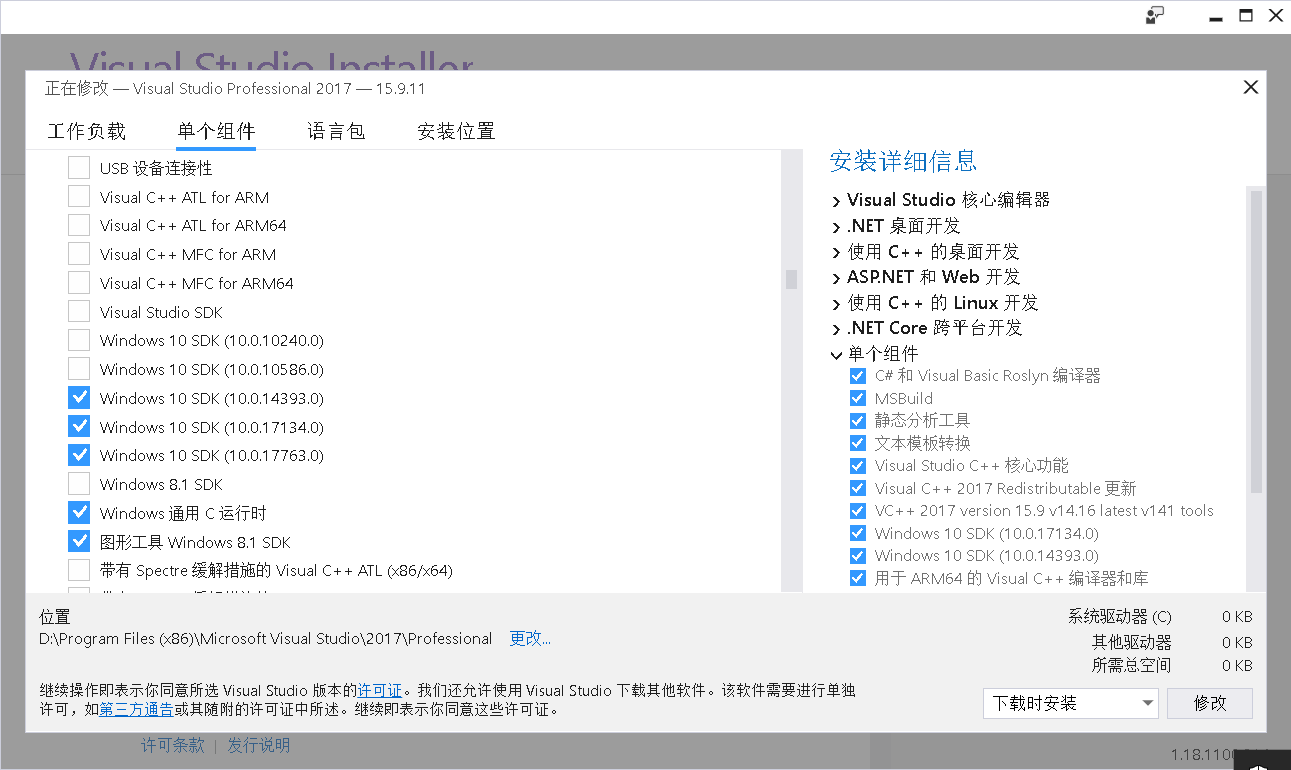 Visual Studio Installer
正在修改 — Visual Studio Professional 2017 — 15.9.11
工作负载 单个组件 语言包 安装位置
USB 设备连接性
Visual C++ ATL for ARM
Visual C++ ATL for ARM64
Visual C++ MFC for ARM
Visual C++ MFC for ARM64
Visual Studio SDK
Windows 10 SDK (10.0.10240.0)
Windows 10 SDK (10.0.10586.0)
Windows 10 SDK (10.0.14393.0)
Windows 10 SDK (10.0.17134.0)
Windows 10 SDK (10.0.17763.0)
Windows 8.1 SDK
Windows 通用 C 运行时
图形工具 Windows 8.1 SDK
带有 Spectre 缓解措施的 Visual C++ ATL (x86/x64)
安装详细信息
Visual Studio 核心编辑器
.NET 桌面开发
使用 C++ 的桌面开发
ASP.NET 和 Web 开发
使用 C++ 的 Linux 开发
.NET Core 跨平台开发
单个组件
C# 和 Visual Basic Roslyn 编译器
MSBuild
静态分析工具
文本模板转换
Visual Studio C++ 核心功能
Visual C++ 2017 Redistributable 更新
VC++ 2017 version 15.9 v14.16 latest v141 tools
Windows 10 SDK (10.0.17134.0)
Windows 10 SDK (10.0.14393.0)
用于 ARM64 的 Visual C++ 编译器和库
位置
D:\Program Files (x86)\Microsoft Visual Studio\2017\Professional 更改...
系统驱动器 (C) 0 KB
其他驱动器 0 KB
所需总空间 0 KB
继续操作即表示你同意所选 Visual Studio 版本的许可证。我们还允许使用 Visual Studio 下载其他软件。该软件需要进行单独
许可，如第三方通告或其随附的许可证中所述。继续即表示你同意这些许可证。
下载时安装 修改
许可条款 | 发行说明